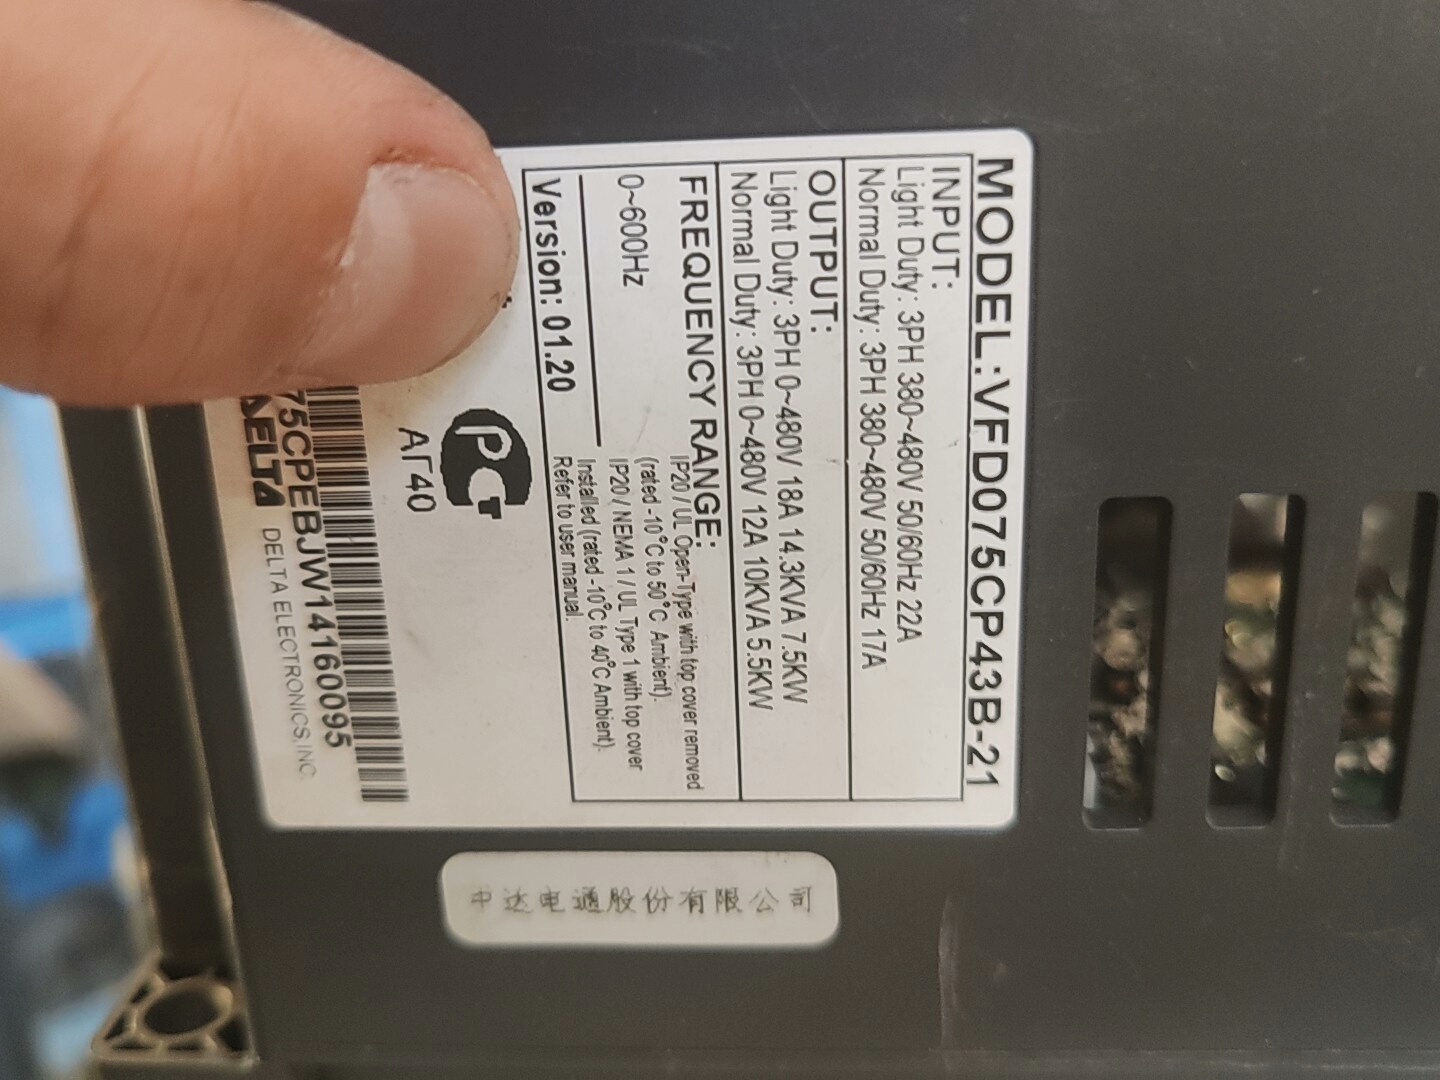 MODEL:VFD075CP43B-21
INPUT:
Light Duty: 3PH 380~480V 50/60Hz 22A
Normal Duty: 3PH 380~480V 50/60Hz 17A
OUTPUT:
Light Duty: 3PH 0~480V 18A 14.3KVA 7.5KW
Normal Duty: 3PH 0~480V 12A 10KVA 5.5KW
FREQUENCY RANGE:
0~600Hz
IP20 / UL Open-Type with top cover removed
(rated -10°C to 50°C Ambient).
IP20 / NEMA 1 / UL Type 1 with top cover
Installed (rated -10°C to 40°C Ambient).
Refer to user manual.
Version: 01.20
PCT
АГ40
75CPEBJW14160095
DELTA DELTA ELECTRONICS,INC
中达电通股份有限公司